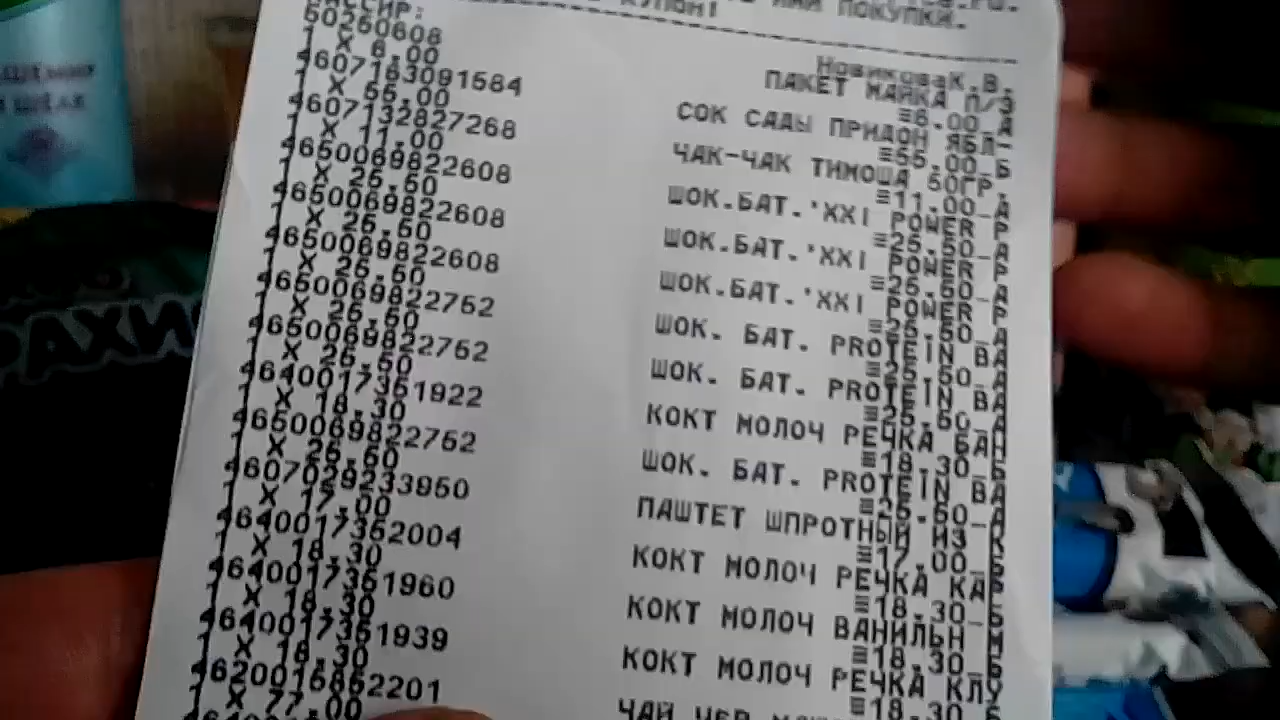 ИЛИ ПОКУПКИ.
КУПОН!
НовиковаК.В.
50260608 ПАКЕТ МАЙКА П/Э
1 X 6.00 =6.00_А
4607163091584 СОК САДЫ ПРИДОН ЯБЛ-
1 X 55.00 =55.00_Б
4607132827268 ЧАК-ЧАК ТИМОША 50ГР.
1 X 11.00 =11.00_А
4650069822608 ШОК.БАТ.'XXI POWER P
1 X 25.50 =25.50_А
4650069822608 ШОК.БАТ.'XXI POWER P
1 X 25.50 =25.50_А
4650069822608 ШОК.БАТ.'XXI POWER P
1 X 25.50 =25.50_А
4650069822752 ШОК. БАТ. PROTEIN BA
1 X 25.50 =25.50_А
4650069822752 ШОК. БАТ. PROTEIN BA
1 X 25.50 =25.50_А
4640017351922 КОКТ МОЛОЧ РЕЧКА БАН
1 X 18.30 =18.30_Б
4650069822752 ШОК. БАТ. PROTEIN BA
1 X 25.50 =25.50_А
4607029233950 ПАШТЕТ ШПРОТНЫЙ ИЗ К
1 X 17.00 =17.00_Б
4640017352004 КОКТ МОЛОЧ РЕЧКА КАР
1 X 18.30 =18.30_Б
4640017351960 КОКТ МОЛОЧ ВАНИЛЬН И
1 X 18.30 =18.30_Б
4640017351939 КОКТ МОЛОЧ РЕЧКА КЛУ
1 X 18.30 =18.30_Б
4620015852201 ЧАЙ ЧЕР
1 X 77.00